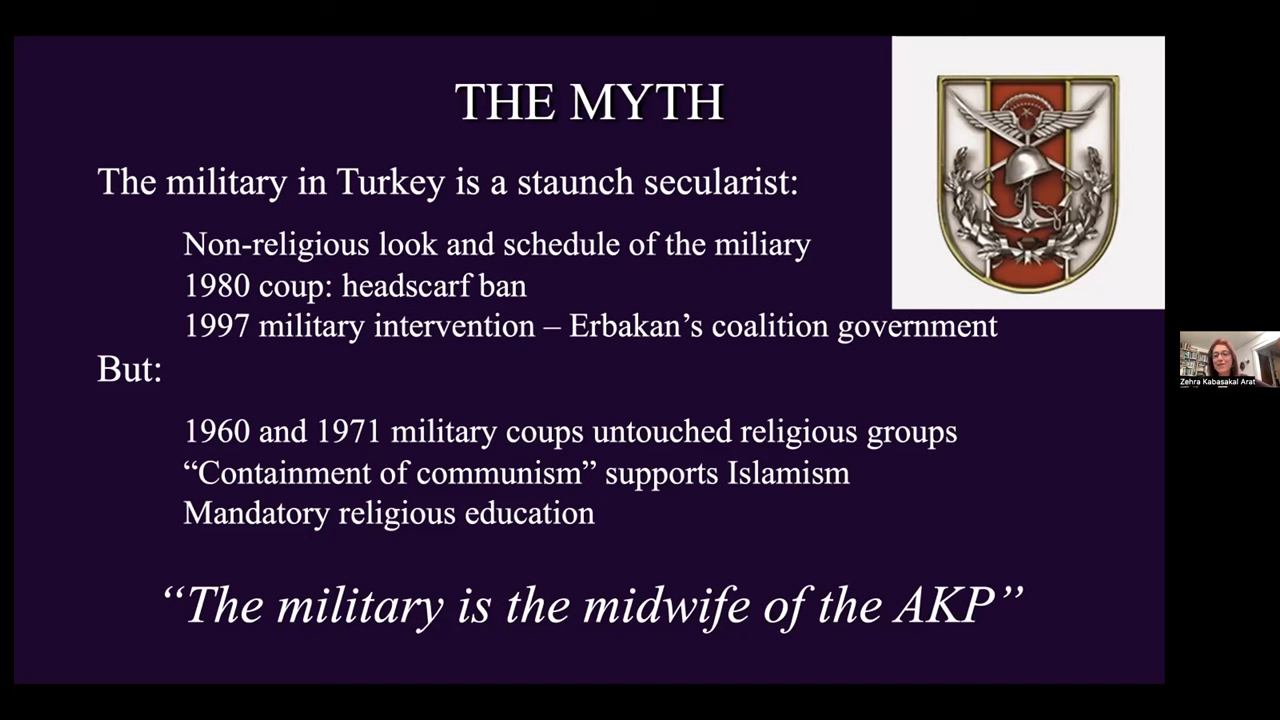 THE MYTH
The military in Turkey is a staunch secularist:
Non-religious look and schedule of the miliary
1980 coup: headscarf ban
1997 military intervention – Erbakan’s coalition government
But:
1960 and 1971 military coups untouched religious groups
“Containment of communism” supports Islamism
Mandatory religious education
“The military is the midwife of the AKP”
Zehra Kabasakal Arat